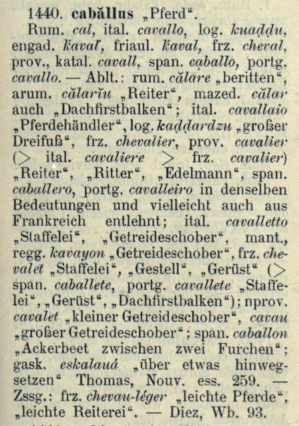 1440. cabăllus „Pferd“.
Rum. cal, ital. cavallo, log. kuaḍḍu,
engad. k'aval', friaul. k'aval, frz. cheval,
prov., katal. cavall, span. caballo, portg.
cavallo. — Ablt.: rum. călare „beritten“,
arum. călariŭ „Reiter“, mazed. călar
auch „Dachfirstbalken“; ital. cavallaio
„Pferdehändler“, log. kaḍḍardzu „großer
Dreifuß“, frz. chevalier, prov. cavalier
(> ital. cavaliere > frz. cavalier)
„Reiter“, „Ritter“, „Edelmann“, span.
caballero, portg. cavalleiro in denselben
Bedeutungen und vielleicht auch aus
Frankreich entlehnt; ital. cavalletto
„Staffelei“, „Getreideschober“, mant.,
regg. kavayon „Getreideschober“, frz. che-
valet „Staffelei“, „Gestell“, „Gerüst“ (>
span. caballete, portg. cavallete „Staffe-
lei“, „Gerüst“, „Dachfirstbalken“); nprov.
cavalet „kleiner Getreideschober“, cavau
„großer Getreideschober“; span. caballon
„Ackerbeet zwischen zwei Furchen“;
gask. eskalauá „über etwas hinweg-
setzen“ Thomas, Nouv. ess. 259. —
Zssg.: frz. chevau-léger „leichte Pferde“,
„leichte Reiterei“. — Diez, Wb. 93.